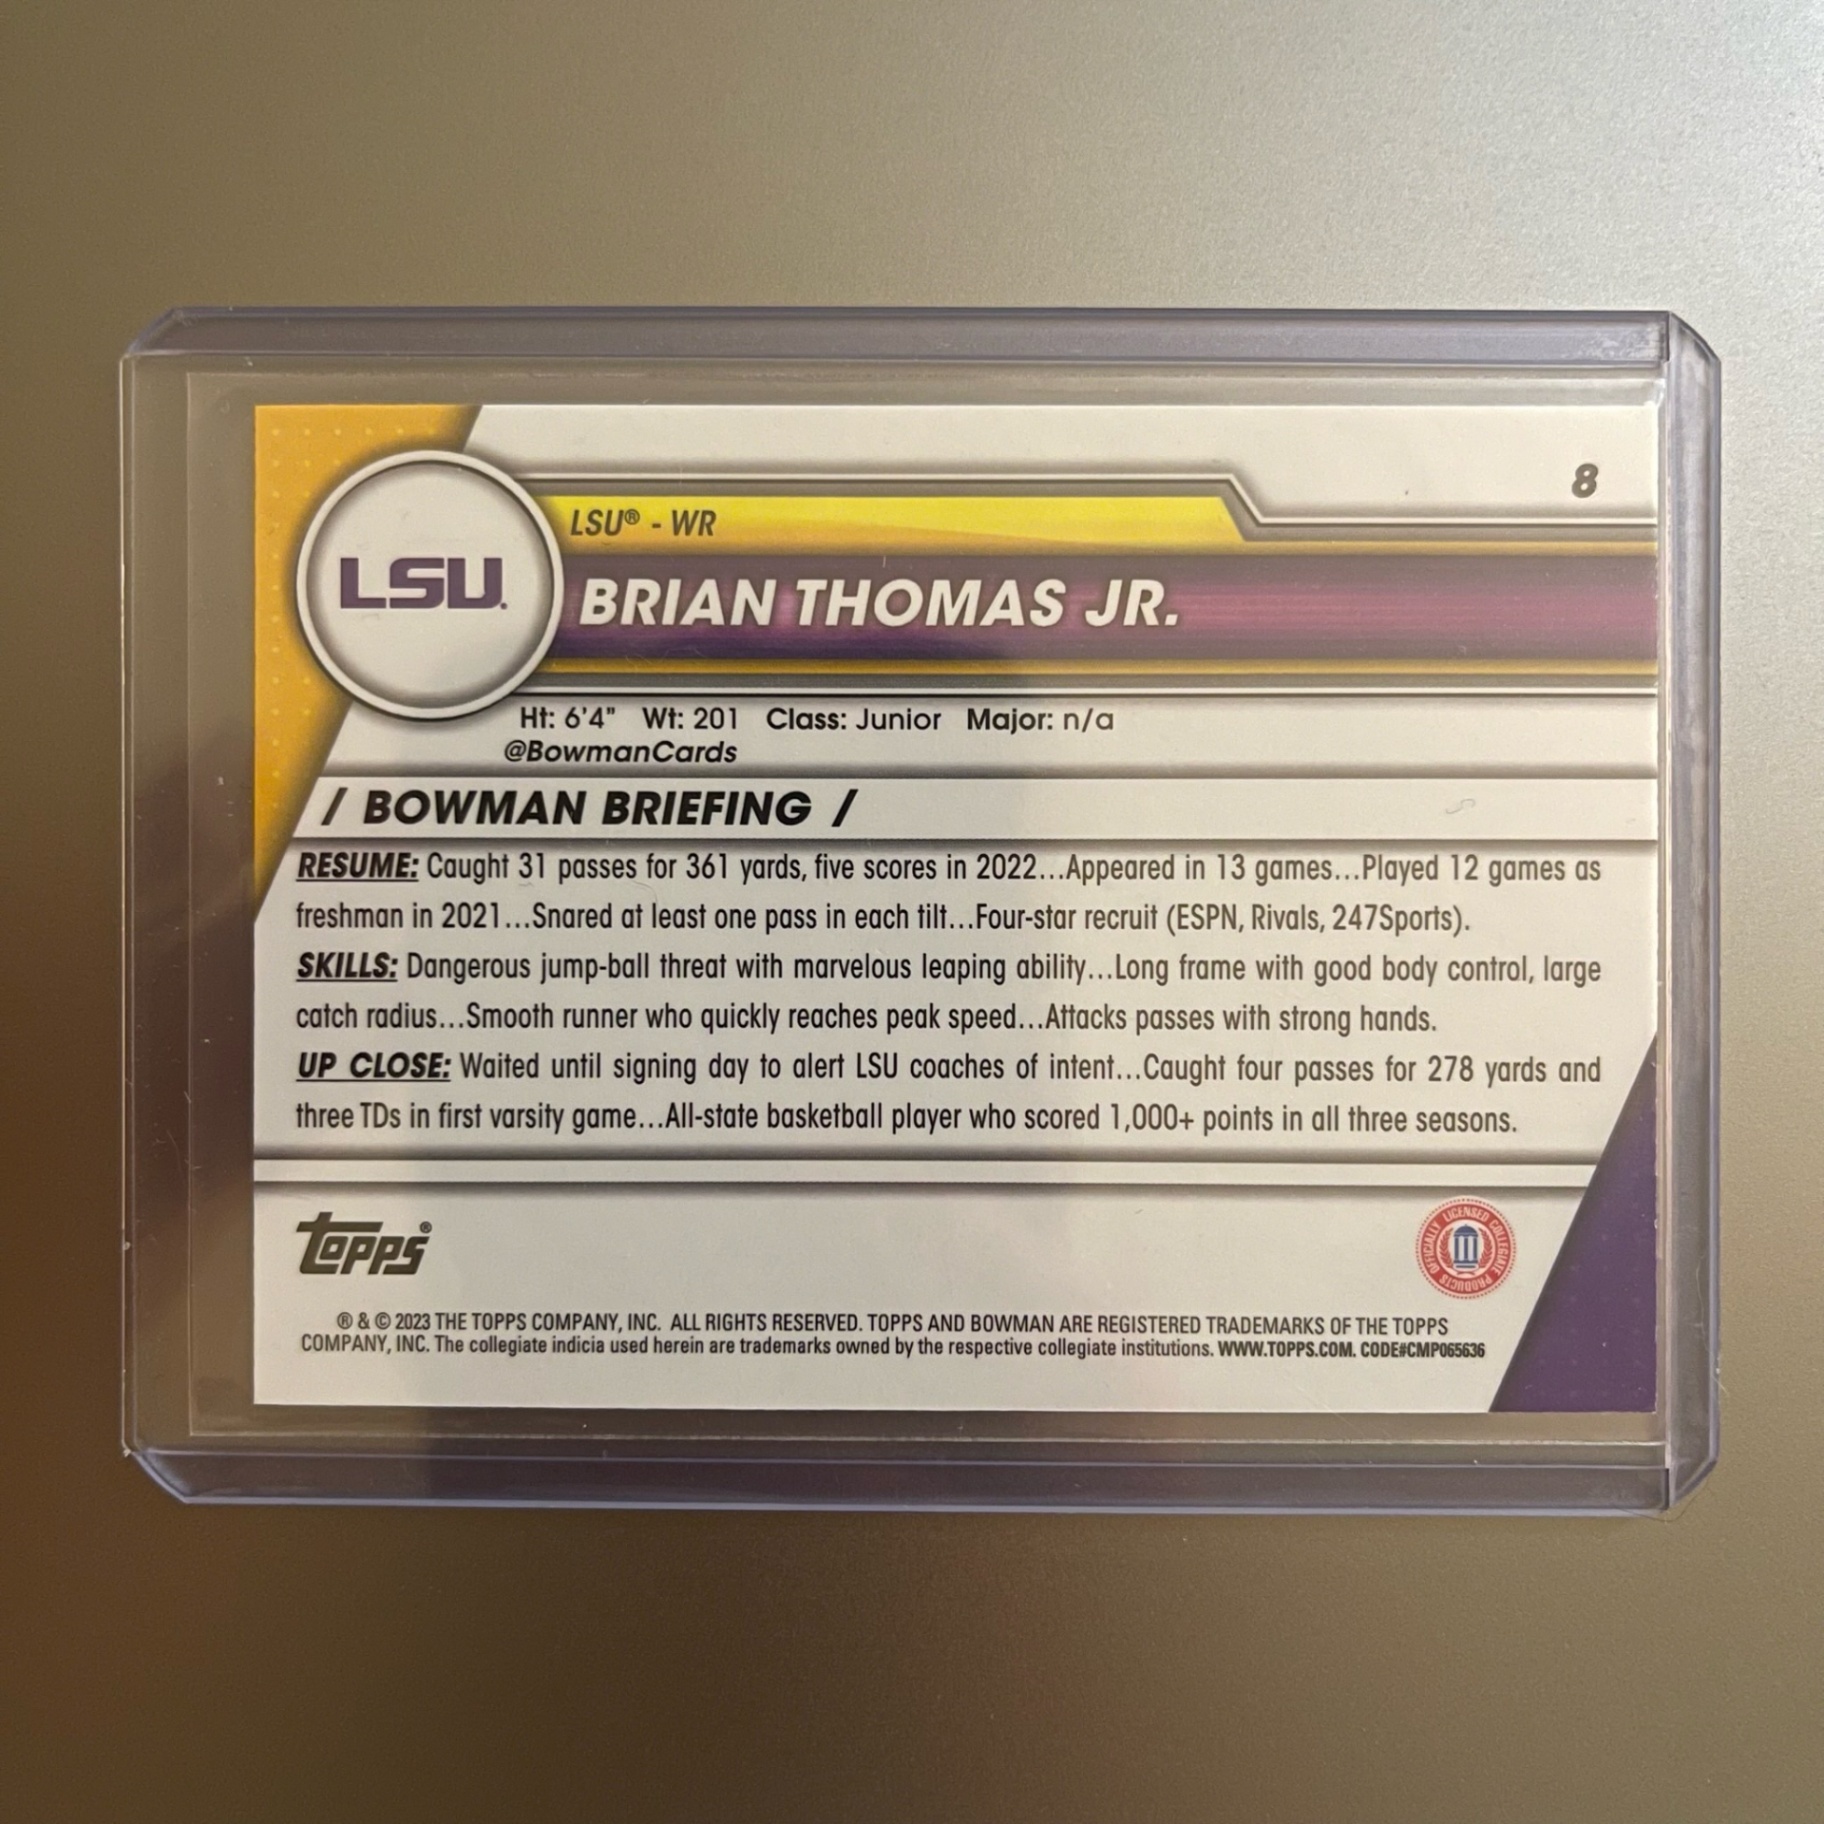 8
LSU® - WR
LSU.
BRIAN THOMAS JR.
Ht: 6'4" Wt: 201 Class: Junior Major: n/a
@BowmanCards
/ BOWMAN BRIEFING /
RESUME: Caught 31 passes for 361 yards, five scores in 2022...Appeared in 13 games...Played 12 games as
freshman in 2021...Snared at least one pass in each tilt...Four-star recruit (ESPN, Rivals, 247Sports).
SKILLS: Dangerous jump-ball threat with marvelous leaping ability...Long frame with good body control, large
catch radius...Smooth runner who quickly reaches peak speed...Attacks passes with strong hands.
UP CLOSE: Waited until signing day to alert LSU coaches of intent...Caught four passes for 278 yards and
three TDs in first varsity game...All-state basketball player who scored 1,000+ points in all three seasons.
topps®
OFFICIALLY LICENSED COLLEGIATE PRODUCTS
® & © 2023 THE TOPPS COMPANY, INC. ALL RIGHTS RESERVED. TOPPS AND BOWMAN ARE REGISTERED TRADEMARKS OF THE TOPPS
COMPANY, INC. The collegiate indicia used herein are trademarks owned by the respective collegiate institutions. WWW.TOPPS.COM. CODE#CMP065636